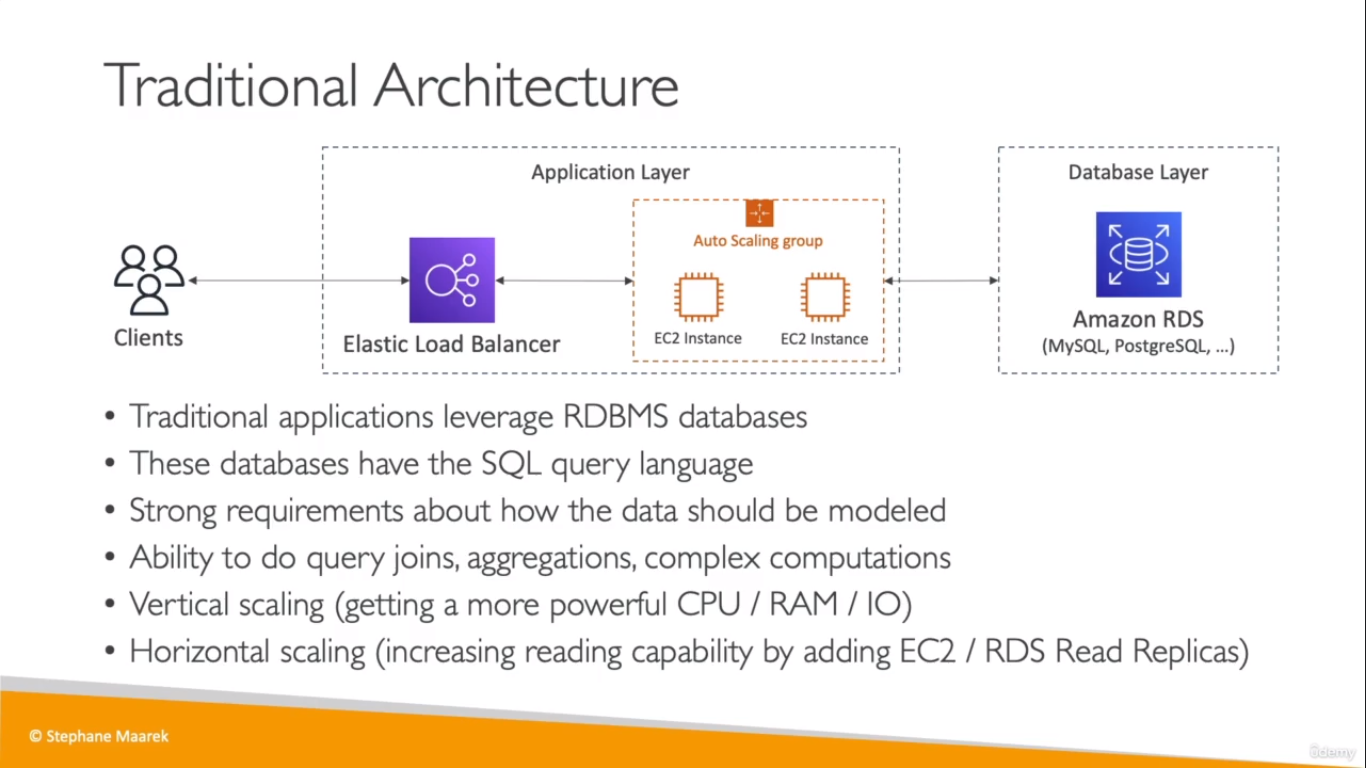 Traditional Architecture
Application Layer
Database Layer
Auto Scaling group
Clients
Elastic Load Balancer
EC2 Instance
EC2 Instance
Amazon RDS
(MySQL, PostgreSQL, ...)
• Traditional applications leverage RDBMS databases
• These databases have the SQL query language
• Strong requirements about how the data should be modeled
• Ability to do query joins, aggregations, complex computations
• Vertical scaling (getting a more powerful CPU / RAM / IO)
• Horizontal scaling (increasing reading capability by adding EC2 / RDS Read Replicas)
© Stephane Maarek
ûdemy